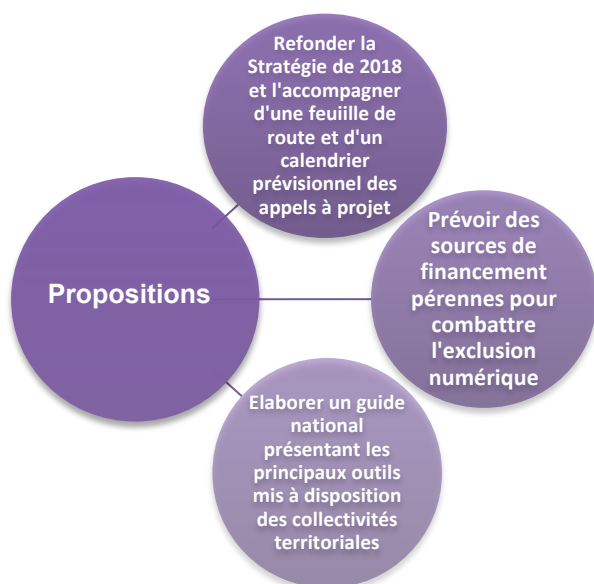 Refonder la
Stratégie de 2018
et l'accompagner
d'une feuille de
route et d'un
calendrier
prévisionnel des
appels à projet
Propositions
Prévoir des
sources de
financement
pérennes pour
combattre
l'exclusion
numérique
Elaborer un guide
national
présentant les
principaux outils
mis à disposition
des collectivités
territoriales